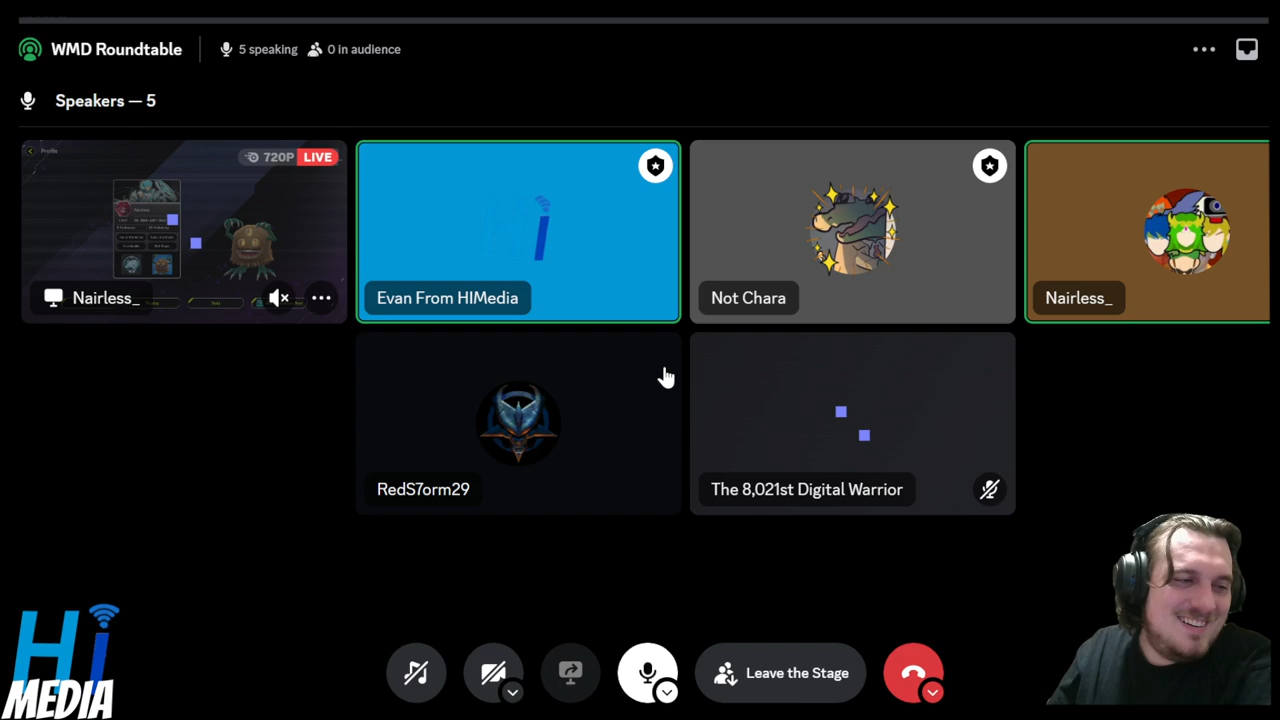 WMD Roundtable
5 speaking
0 in audience
Speakers — 5
Profile
720P LIVE
Nairless_
Evan From HIMedia
Not Chara
Nairless_
RedS7orm29
The 8,021st Digital Warrior
Hi
MEDIA
Leave the Stage